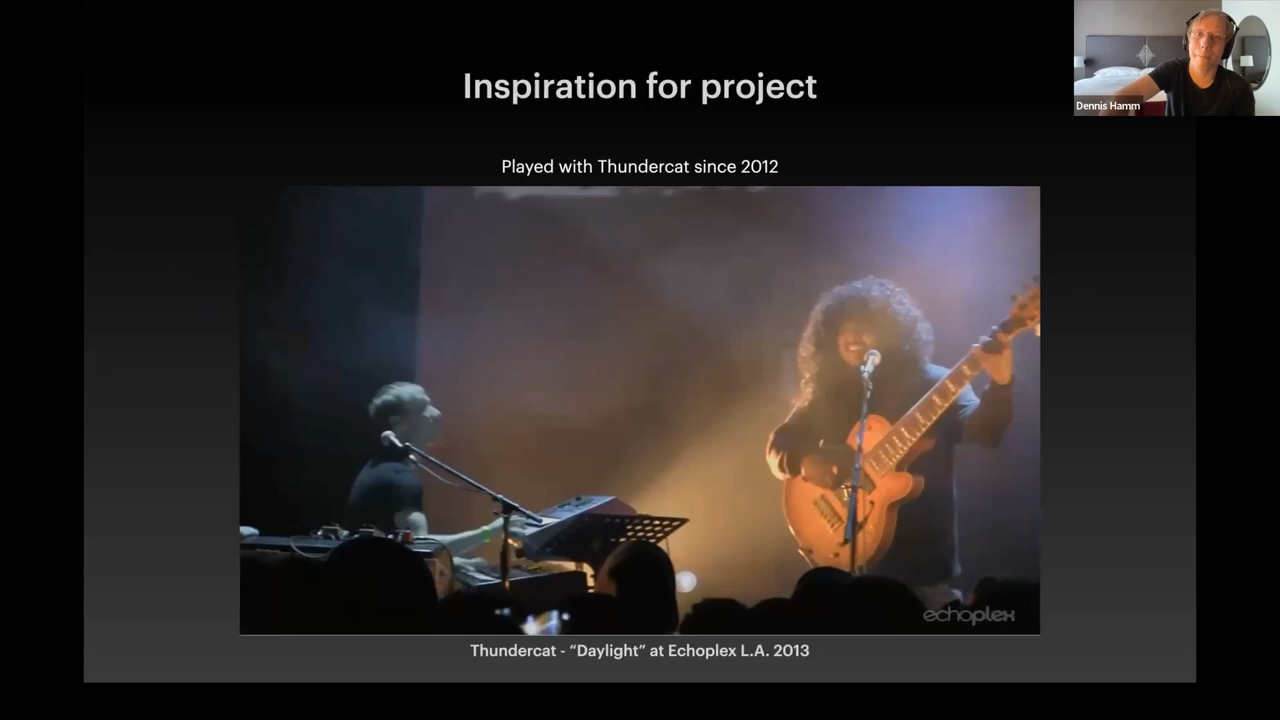 Inspiration for project
Dennis Hamm
Played with Thundercat since 2012
echoplex
Thundercat - “Daylight” at Echoplex L.A. 2013